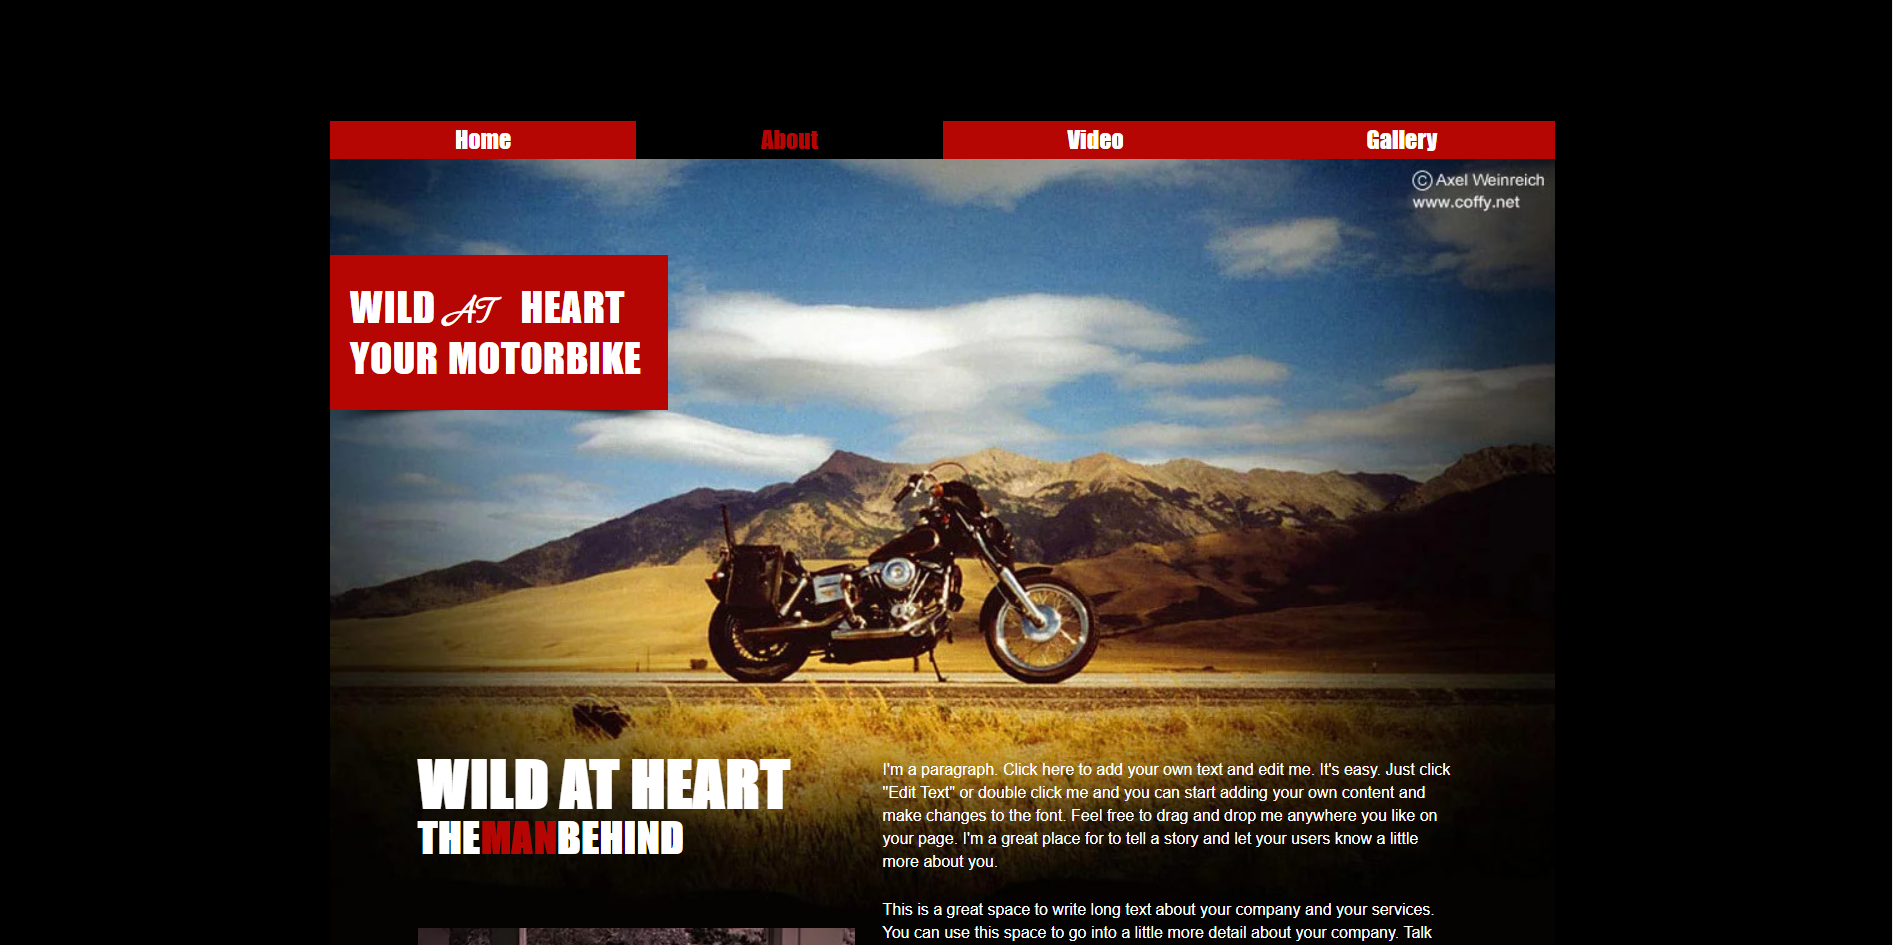 Home
About
Video
Gallery
© Axel Weinreich
www.coffy.net
WILD AT HEART
YOUR MOTORBIKE
WILD AT HEART
THEMANBEHIND
I'm a paragraph. Click here to add your own text and edit me. It's easy. Just click
"Edit Text" or double click me and you can start adding your own content and
make changes to the font. Feel free to drag and drop me anywhere you like on
your page. I'm a great place for to tell a story and let your users know a little
more about you.
This is a great space to write long text about your company and your services.
You can use this space to go into a little more detail about your company. Talk